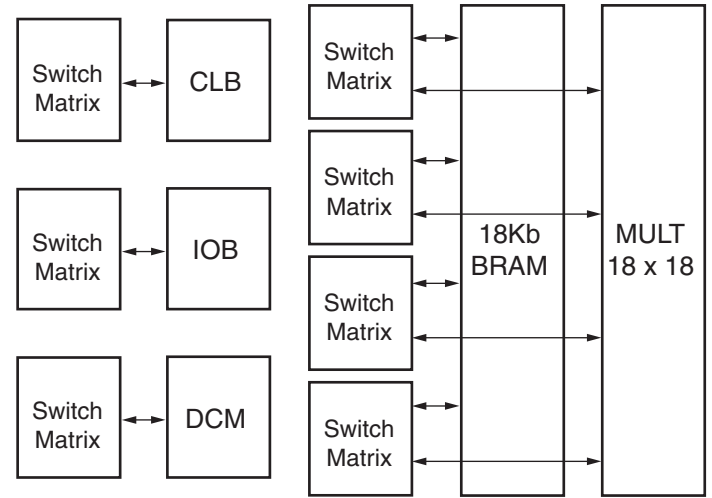 Switch
Matrix
CLB
Switch
Matrix
IOB
Switch
Matrix
DCM
Switch
Matrix
Switch
Matrix
Switch
Matrix
Switch
Matrix
18Kb
BRAM
MULT
18 x 18